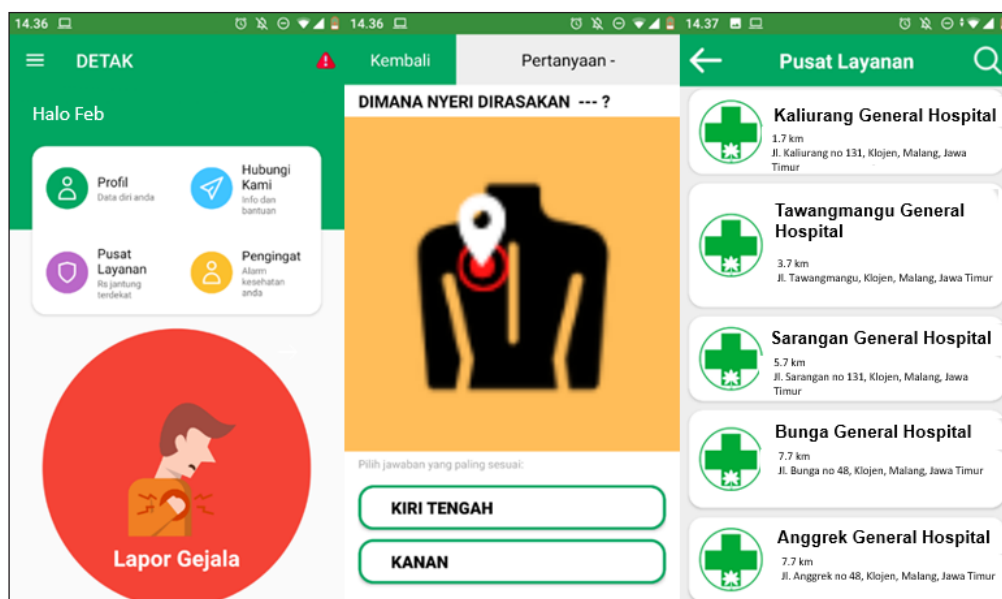 14.36
DETAK
Halo Feb
Profil
Data diri anda
Hubungi
Kami
Info dan
bantuan
Pusat
Layanan
Rs jantung
terdekat
Pengingat
Alarm
kesehatan
anda
Lapor Gejala
14.36
Kembali
Pertanyaan -
DIMANA NYERI DIRASAKAN --- ?
Pilih jawaban yang paling sesuai:
KIRI TENGAH
KANAN
14.37
Pusat Layanan
Kaliurang General Hospital
1.7 km
Jl. Kaliurang no 131, Klojen, Malang, Jawa
Timur
Tawangmangu General
Hospital
3.7 km
Jl. Tawangmangu, Klojen, Malang, Jawa Timur
Sarangan General Hospital
5.7 km
Jl. Sarangan no 131, Klojen, Malang, Jawa
Timur
Bunga General Hospital
7.7 km
Jl. Bunga no 48, Klojen, Malang, Jawa Timur
Anggrek General Hospital
7.7 km
Jl. Anggrek no 48, Klojen, Malang, Jawa Timur